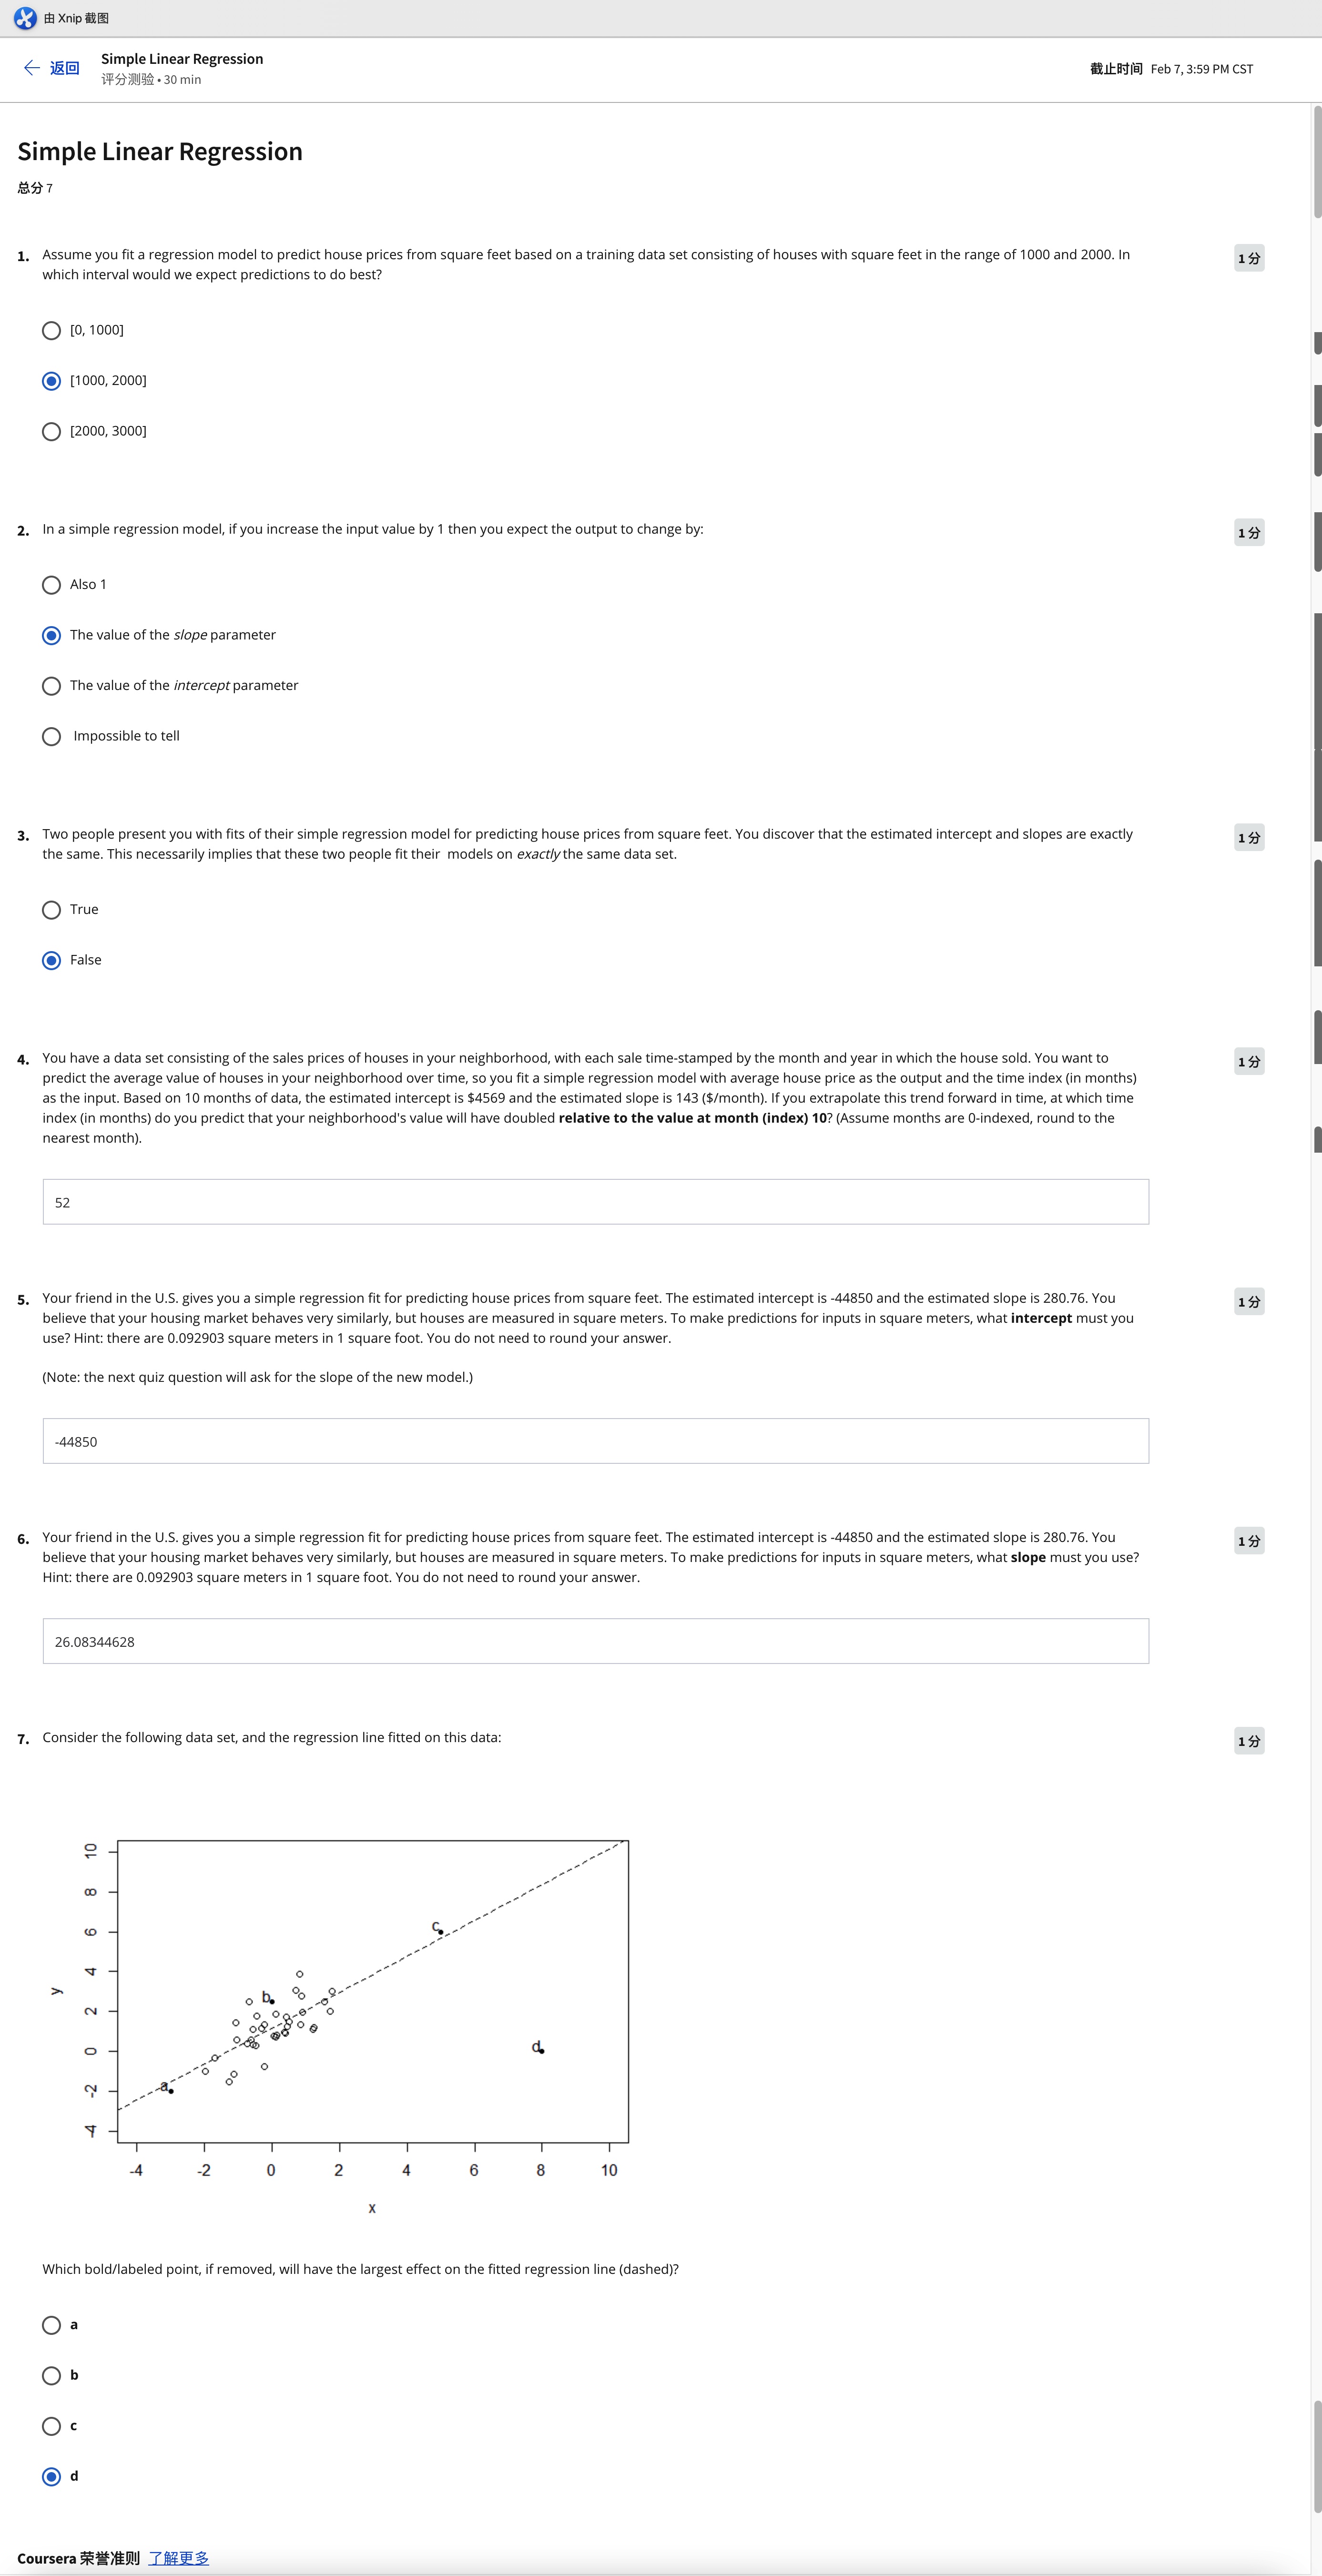 由 Xnip 截图
返回
Simple Linear Regression
评分测验 • 30 min
截止时间 Feb 7, 3:59 PM CST
Simple Linear Regression
总分 7
1. Assume you fit a regression model to predict house prices from square feet based on a training data set consisting of houses with square feet in the range of 1000 and 2000. In
which interval would we expect predictions to do best?
1 分
[0, 1000]
[1000, 2000]
[2000, 3000]
2. In a simple regression model, if you increase the input value by 1 then you expect the output to change by:
1 分
Also 1
The value of the slope parameter
The value of the intercept parameter
Impossible to tell
3. Two people present you with fits of their simple regression model for predicting house prices from square feet. You discover that the estimated intercept and slopes are exactly
the same. This necessarily implies that these two people fit their models on exactly the same data set.
1 分
True
False
4. You have a data set consisting of the sales prices of houses in your neighborhood, with each sale time-stamped by the month and year in which the house sold. You want to
predict the average value of houses in your neighborhood over time, so you fit a simple regression model with average house price as the output and the time index (in months)
as the input. Based on 10 months of data, the estimated intercept is $4569 and the estimated slope is 143 ($/month). If you extrapolate this trend forward in time, at which time
index (in months) do you predict that your neighborhood's value will have doubled relative to the value at month (index) 10? (Assume months are 0-indexed, round to the
nearest month).
1 分
52
5. Your friend in the U.S. gives you a simple regression fit for predicting house prices from square feet. The estimated intercept is -44850 and the estimated slope is 280.76. You
believe that your housing market behaves very similarly, but houses are measured in square meters. To make predictions for inputs in square meters, what intercept must you
use? Hint: there are 0.092903 square meters in 1 square foot. You do not need to round your answer.
(Note: the next quiz question will ask for the slope of the new model.)
1 分
-44850
6. Your friend in the U.S. gives you a simple regression fit for predicting house prices from square feet. The estimated intercept is -44850 and the estimated slope is 280.76. You
believe that your housing market behaves very similarly, but houses are measured in square meters. To make predictions for inputs in square meters, what slope must you use?
Hint: there are 0.092903 square meters in 1 square foot. You do not need to round your answer.
1 分
26.08344628
7. Consider the following data set, and the regression line fitted on this data:
1 分
10
8
6
4
2
0
-2
-4
y
c
b
d
a
-4 -2 0 2 4 6 8 10
x
Which bold/labeled point, if removed, will have the largest effect on the fitted regression line (dashed)?
a
b
c
d
Coursera 荣誉准则 了解更多